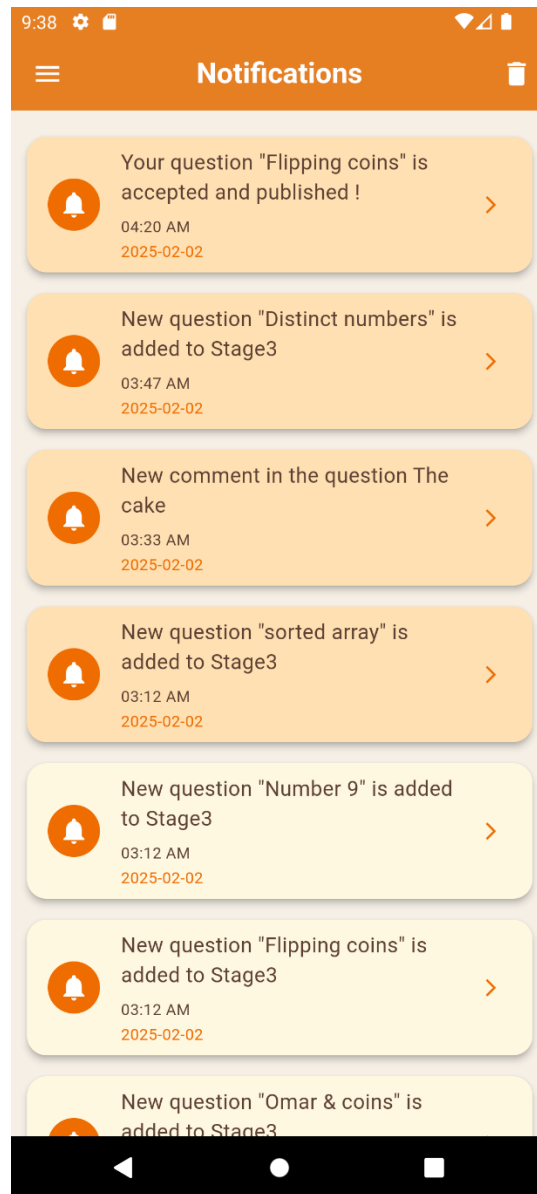 9:38
Notifications
Your question "Flipping coins" is
accepted and published !
04:20 AM
2025-02-02
New question "Distinct numbers" is
added to Stage3
03:47 AM
2025-02-02
New comment in the question The
cake
03:33 AM
2025-02-02
New question "sorted array" is
added to Stage3
03:12 AM
2025-02-02
New question "Number 9" is added
to Stage3
03:12 AM
2025-02-02
New question "Flipping coins" is
added to Stage3
03:12 AM
2025-02-02
New question "Omar & coins" is
added to Stage3